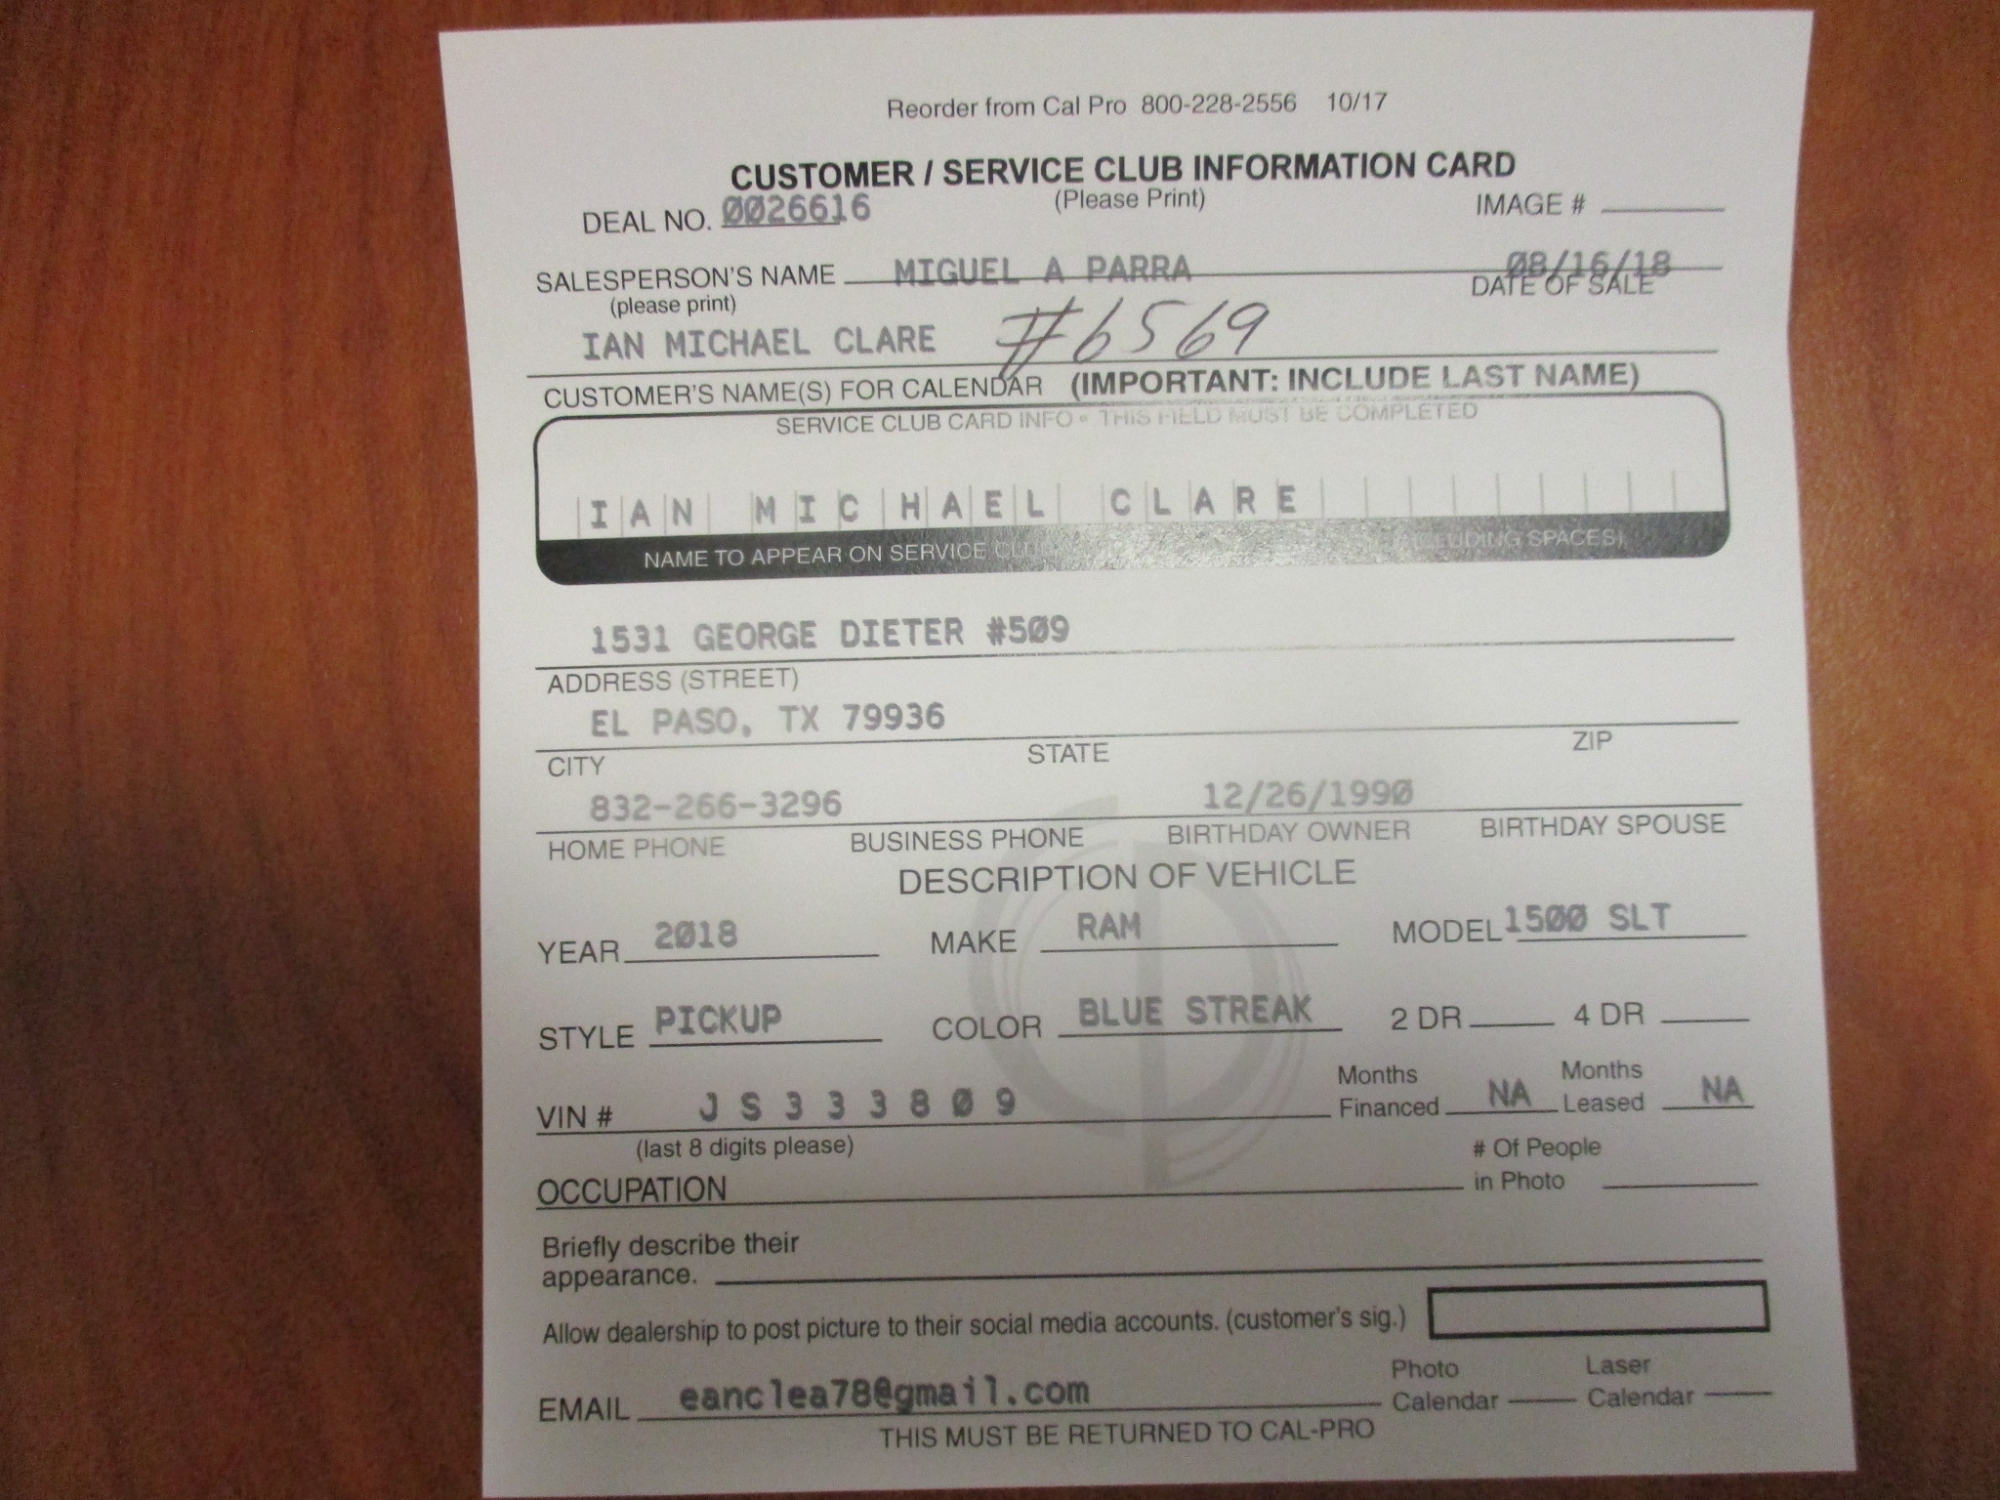 Reorder from Cal Pro 800-228-2556 10/17
CUSTOMER / SERVICE CLUB INFORMATION CARD
(Please Print)
DEAL NO. 0026616 IMAGE #
SALESPERSON'S NAME MIGUEL A PARRA 08/16/18
(please print) DATE OF SALE
IAN MICHAEL CLARE #6569
CUSTOMER'S NAME(S) FOR CALENDAR (IMPORTANT: INCLUDE LAST NAME)
SERVICE CLUB CARD INFO • THIS FIELD MUST BE COMPLETED
IAN MICHAEL CLARE
NAME TO APPEAR ON SERVICE SPACES)
1531 GEORGE DIETER #509
ADDRESS (STREET)
EL PASO, TX 79936
CITY STATE ZIP
832-266-3296 12/26/1990
HOME PHONE BUSINESS PHONE BIRTHDAY OWNER BIRTHDAY SPOUSE
DESCRIPTION OF VEHICLE
YEAR 2018 MAKE RAM MODEL 1500 SLT
STYLE PICKUP COLOR BLUE STREAK 2 DR 4 DR
VIN # JS333809 Months Financed NA Months Leased NA
(last 8 digits please)
OCCUPATION # Of People in Photo
Briefly describe their
appearance.
Allow dealership to post picture to their social media accounts. (customer's sig.)
EMAIL eanclea78@gmail.com Photo Calendar Laser Calendar
THIS MUST BE RETURNED TO CAL-PRO